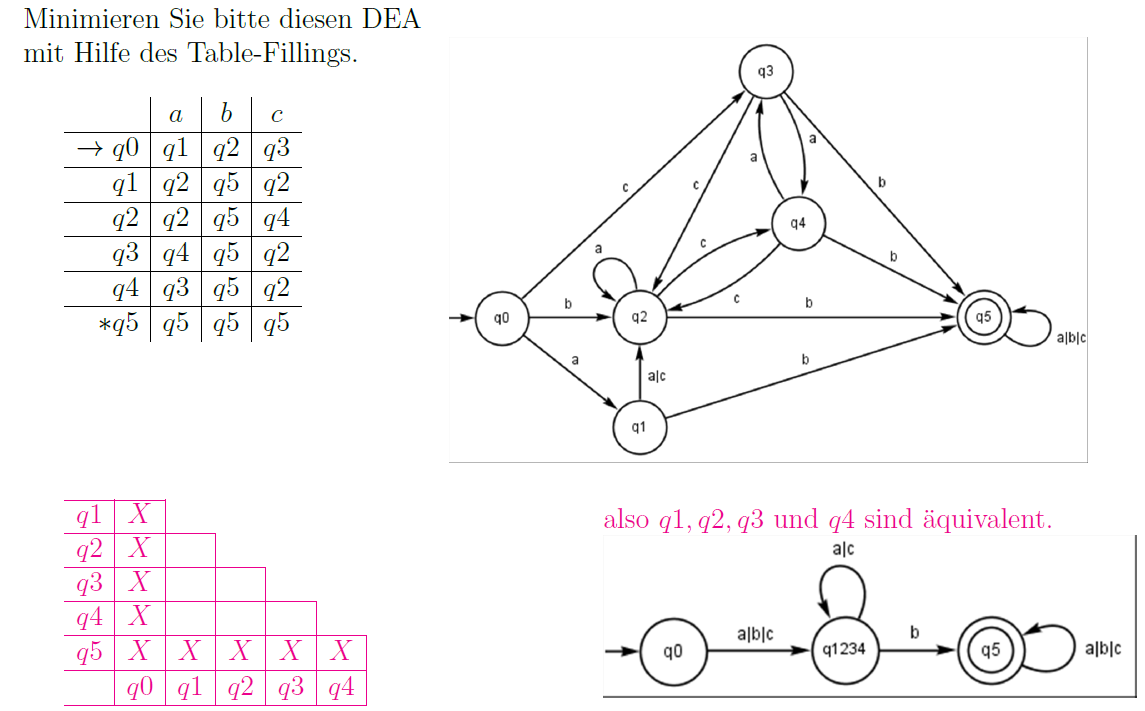 Minimieren Sie bitte diesen DEA
mit Hilfe des Table-Fillings.
a b c
→ q0 q1 q2 q3
q1 q2 q5 q2
q2 q2 q5 q4
q3 q4 q5 q2
q4 q3 q5 q2
*q5 q5 q5 q5
q3
a
c
c
a
b
q4
a
c
b
b
c
b
q0
q2
q5
a
a|c
b
a|b|c
q1
q1 X
q2 X
q3 X
q4 X
q5 X X X X X
q0 q1 q2 q3 q4
also q1, q2, q3 und q4 sind äquivalent.
a|c
q0
a|b|c
q1234
b
q5
a|b|c